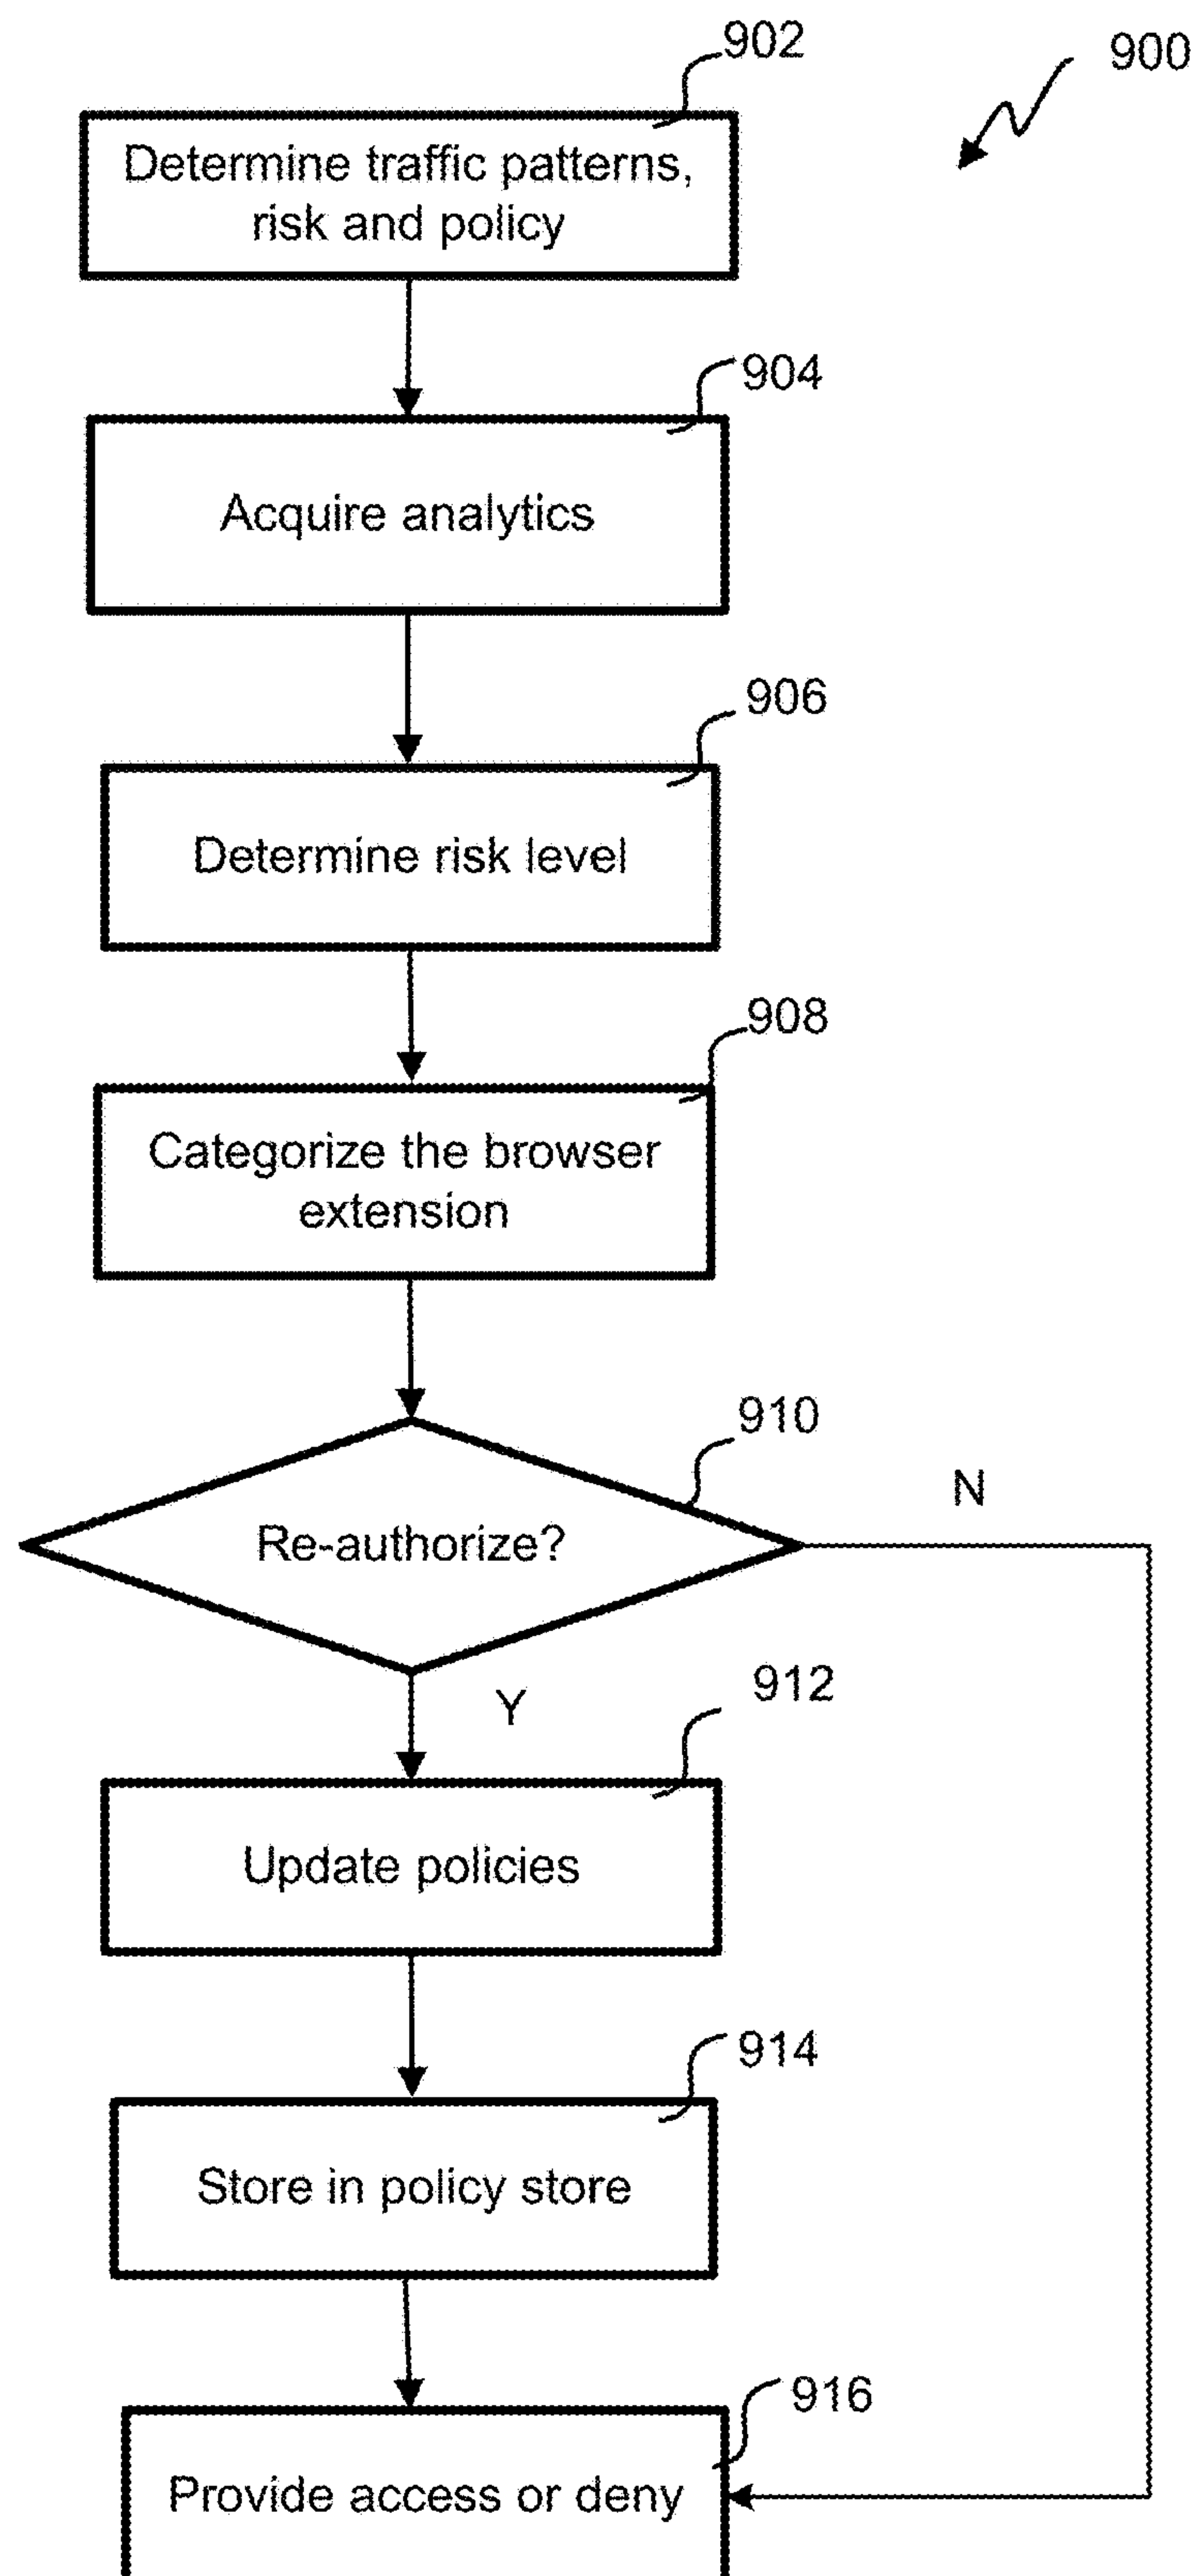 902
900
Determine traffic patterns,
risk and policy
904
Acquire analytics
906
Determine risk level
908
Categorize the browser
extension
910
N
Re-authorize?
912
Y
Update policies
914
Store in policy store
916
Provide access or deny